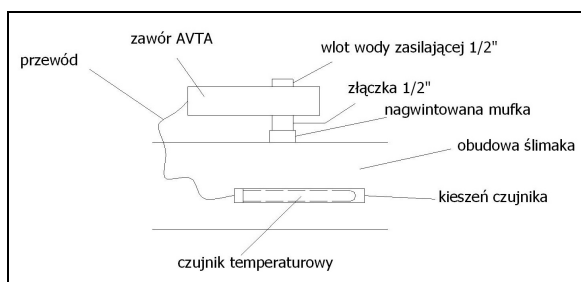 zawór AVTA
wlot wody zasilającej 1/2"
przewód
złączka 1/2"
nagwintowana mufka
obudowa ślimaka
kieszeń czujnika
czujnik temperaturowy